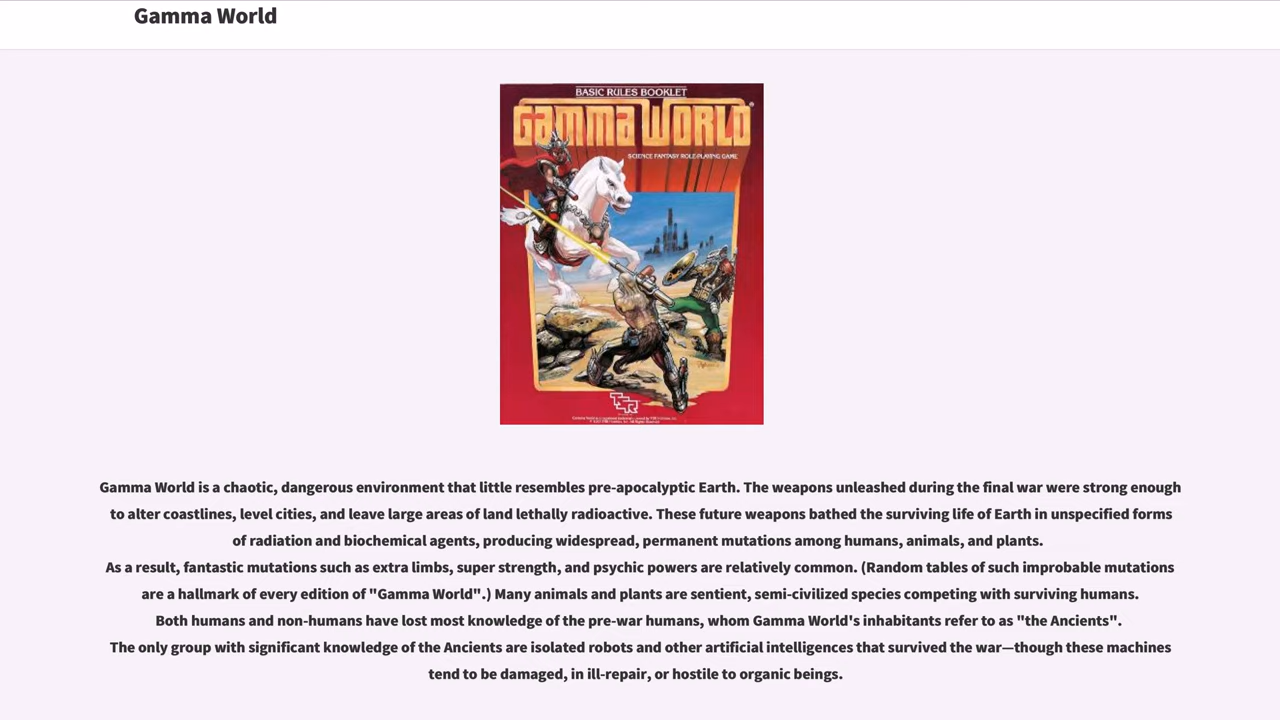 Gamma World
BASIC RULES BOOKLET
GAMMA WORLD®
SCIENCE FANTASY ROLE-PLAYING GAME
TSR
Gamma World is a chaotic, dangerous environment that little resembles pre-apocalyptic Earth. The weapons unleashed during the final war were strong enough
to alter coastlines, level cities, and leave large areas of land lethally radioactive. These future weapons bathed the surviving life of Earth in unspecified forms
of radiation and biochemical agents, producing widespread, permanent mutations among humans, animals, and plants.
As a result, fantastic mutations such as extra limbs, super strength, and psychic powers are relatively common. (Random tables of such improbable mutations
are a hallmark of every edition of "Gamma World".) Many animals and plants are sentient, semi-civilized species competing with surviving humans.
Both humans and non-humans have lost most knowledge of the pre-war humans, whom Gamma World's inhabitants refer to as "the Ancients".
The only group with significant knowledge of the Ancients are isolated robots and other artificial intelligences that survived the war—though these machines
tend to be damaged, in ill-repair, or hostile to organic beings.